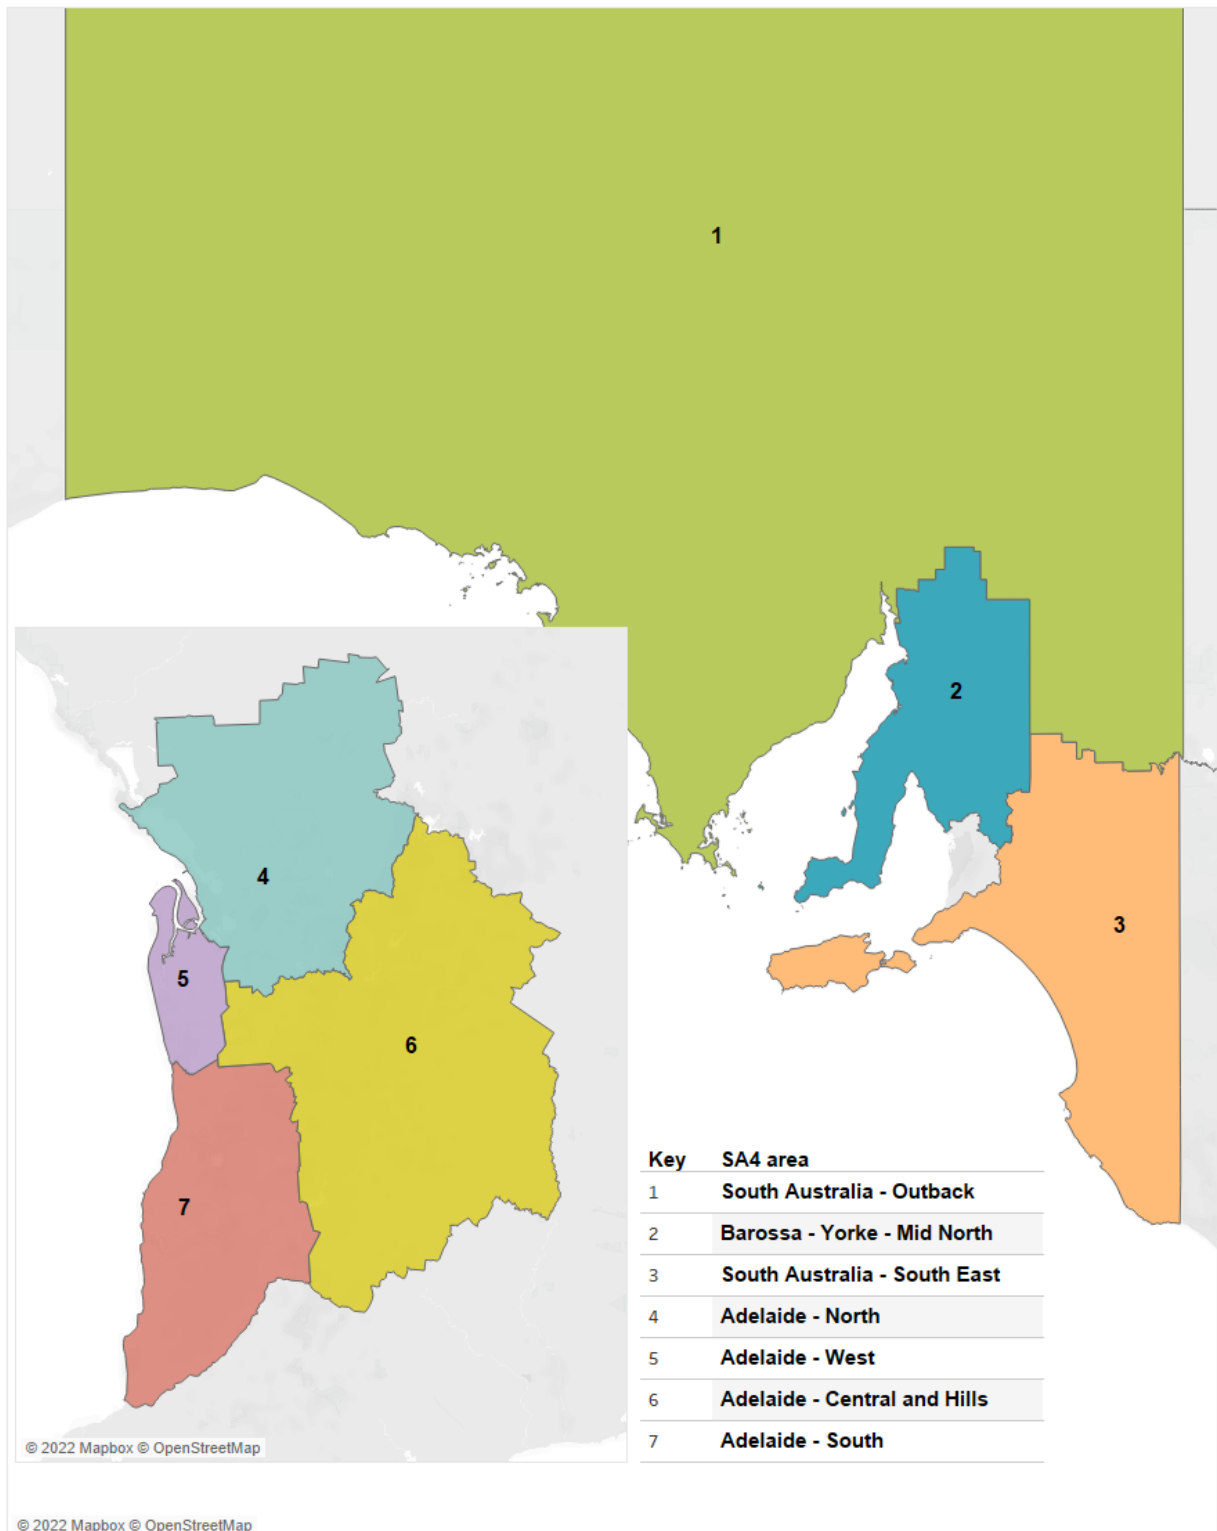 1
2
3
4
5
6
7
Key SA4 area
1 South Australia - Outback
2 Barossa - Yorke - Mid North
3 South Australia - South East
4 Adelaide - North
5 Adelaide - West
6 Adelaide - Central and Hills
7 Adelaide - South
© 2022 Mapbox © OpenStreetMap
© 2022 Mapbox © OpenStreetMap